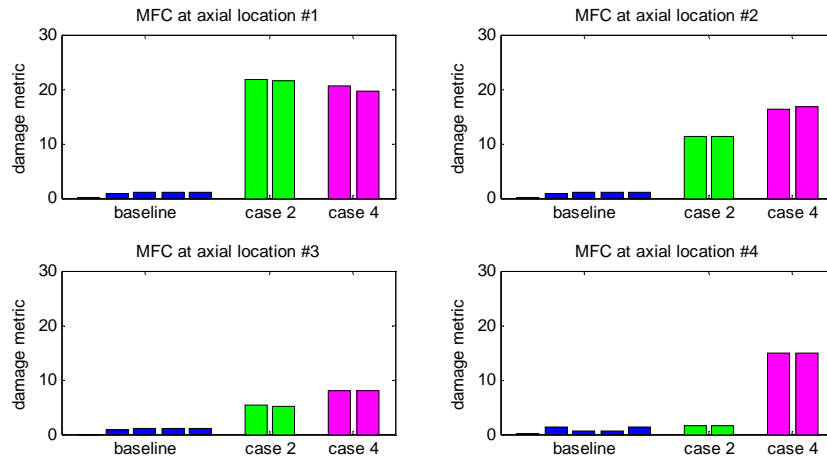 MFC at axial location #1
30
20
10
0
damage metric
baseline case 2 case 4
MFC at axial location #2
30
20
10
0
damage metric
baseline case 2 case 4
MFC at axial location #3
30
20
10
0
damage metric
baseline case 2 case 4
MFC at axial location #4
30
20
10
0
damage metric
baseline case 2 case 4